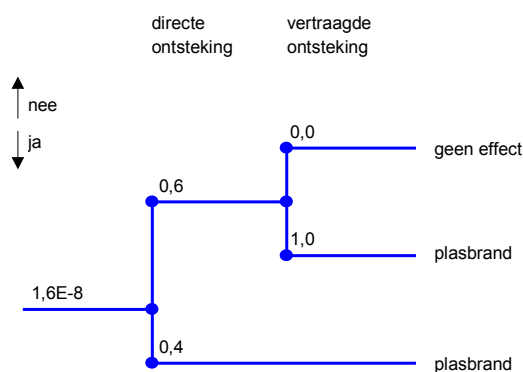 directe
ontsteking
vertraagde
ontsteking
nee
ja
0,0
geen effect
0,6
1,0
plasbrand
1,6E-8
0,4
plasbrand